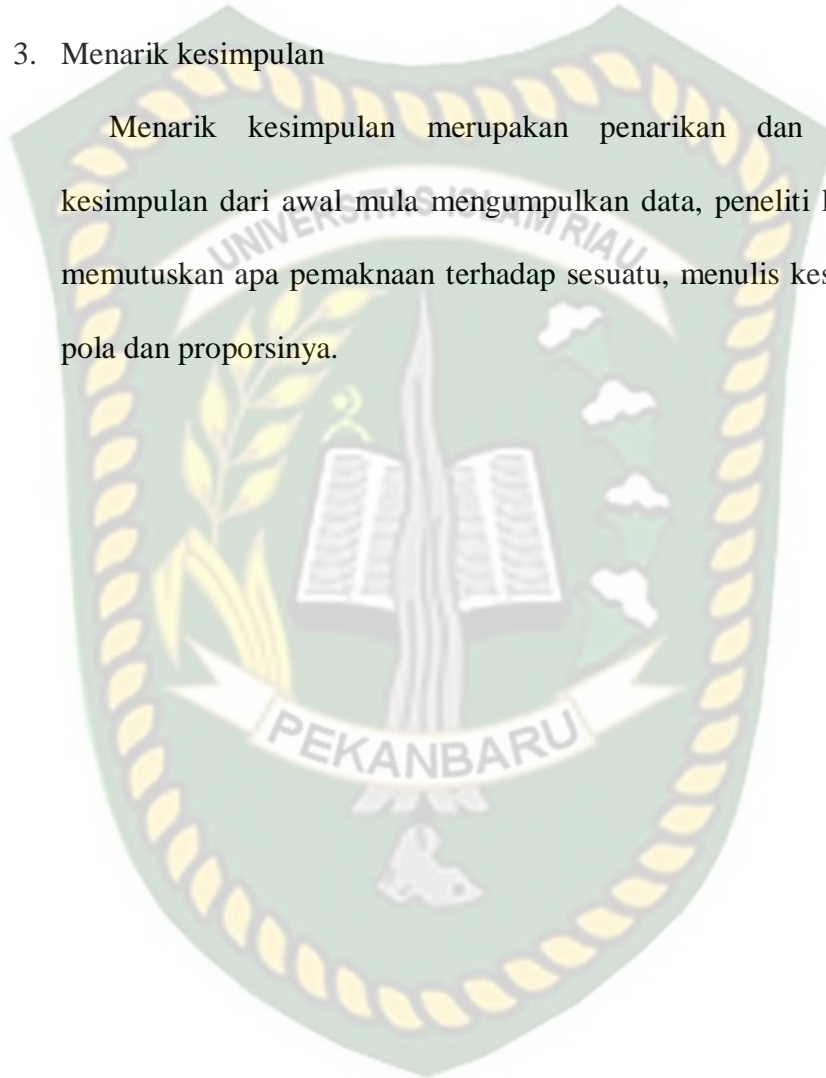 3. Menarik kesimpulan
Menarik kesimpulan merupakan penarikan dan
kesimpulan dari awal mula mengumpulkan data, peneliti
memutuskan apa pemaknaan terhadap sesuatu, menulis
pola dan proporsinya.
UNIVERSITAS ISLAM RIAU
PEKANBARU